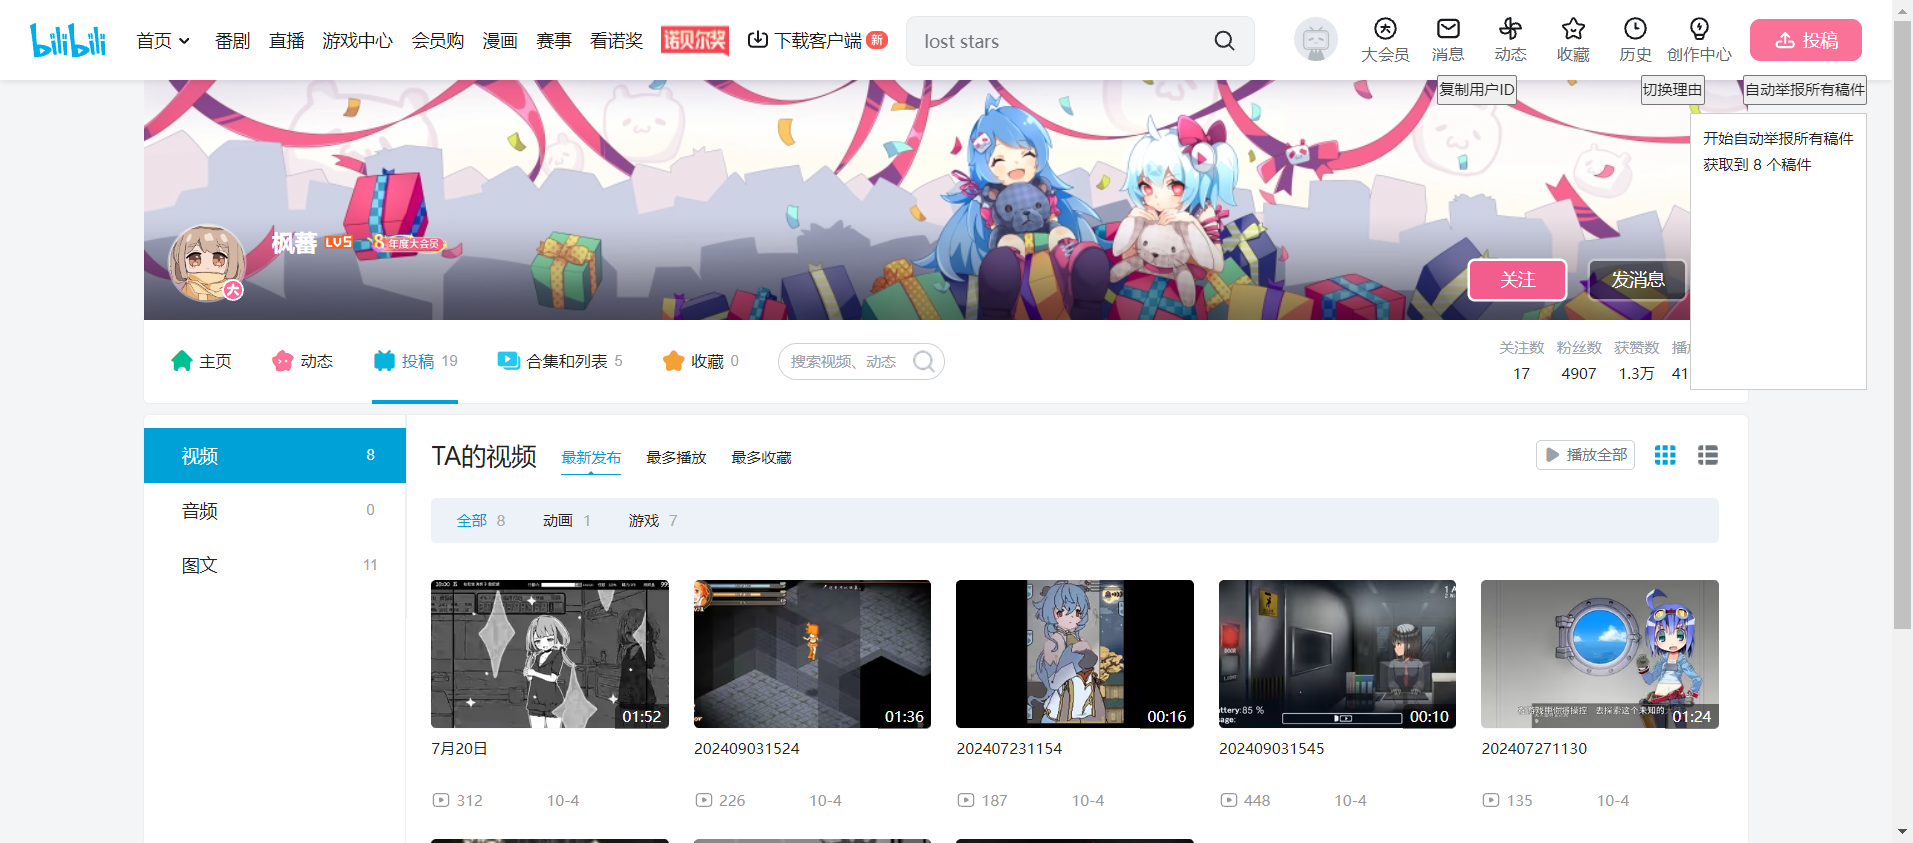 bilibili
首页
番剧
直播
游戏中心
会员购
漫画
赛事
看诺奖
诺贝尔奖
下载客户端
新
lost stars
大会员
消息
动态
收藏
历史
创作中心
投稿
复制用户ID
切换理由
自动举报所有稿件
开始自动举报所有稿件
获取到 8 个稿件
枫蕃
LV5
年度大会员
大
关注
发消息
主页
动态
投稿 19
合集和列表 5
收藏 0
搜索视频、动态
关注数 粉丝数 获赞数
17 4907 1.3万 41
视频 8
音频 0
图文 11
TA的视频
最新发布
最多播放
最多收藏
播放全部
全部 8
动画 1
游戏 7
01:52
01:36
00:16
ttery:85 %
00:10
01:24
7月20日
202409031524
202407231154
202409031545
202407271130
312 10-4
226 10-4
187 10-4
448 10-4
135 10-4